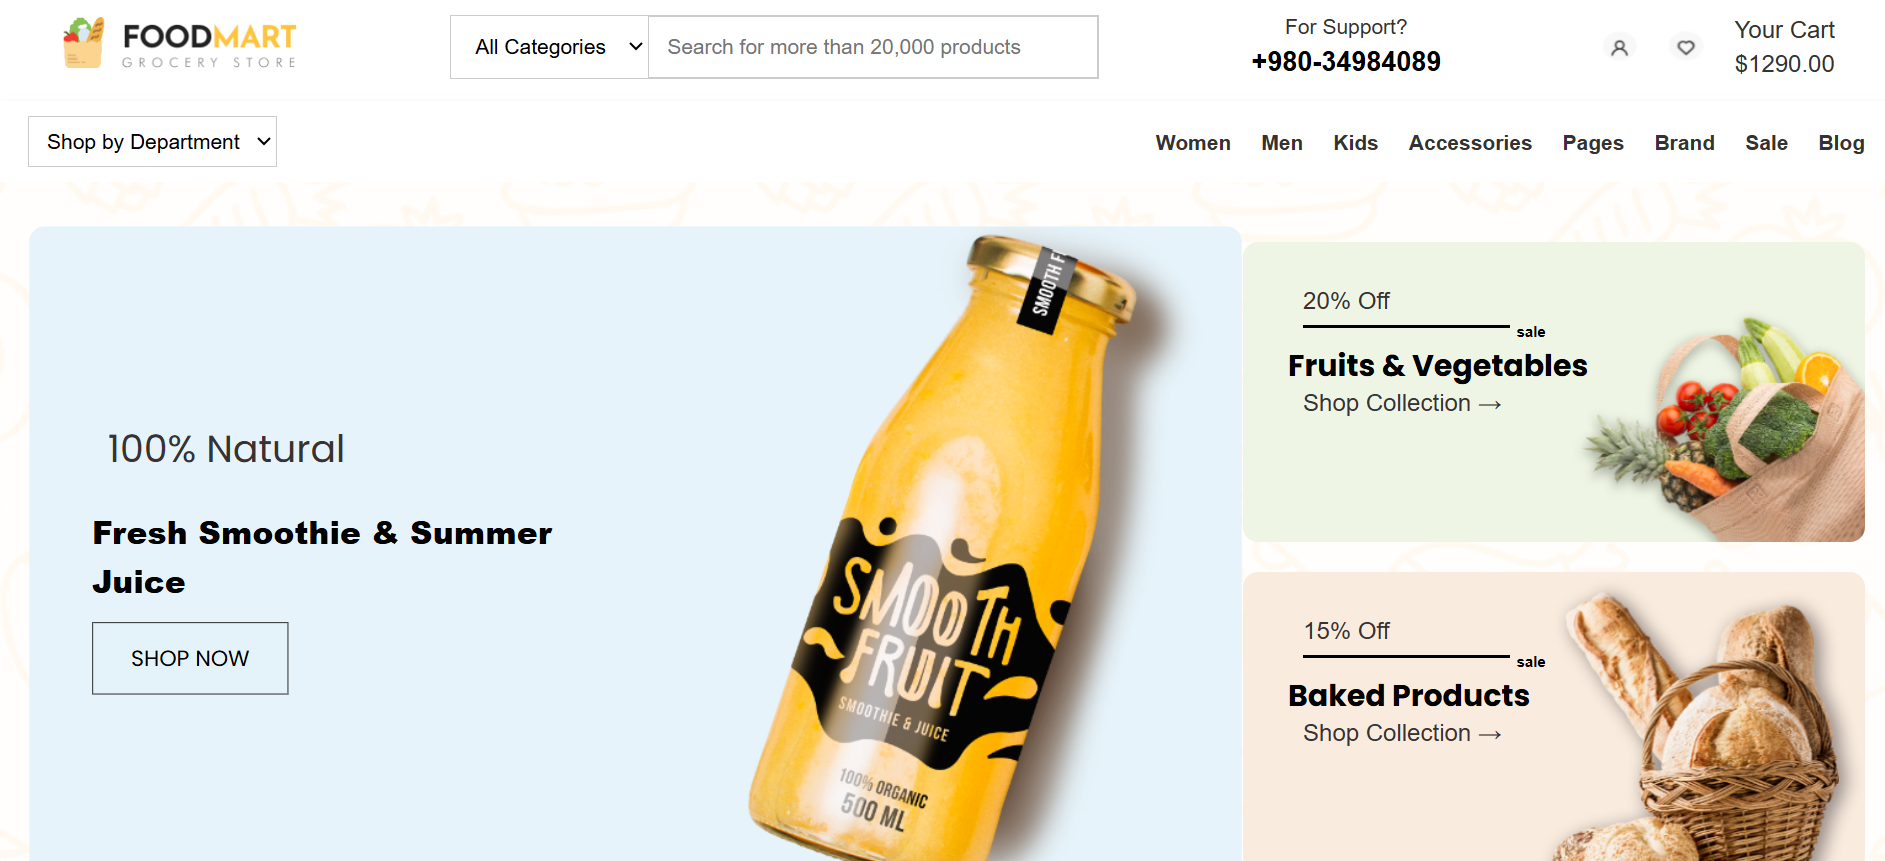 FOODMART
GROCERY STORE
All Categories
Search for more than 20,000 products
For Support?
+980-34984089
Your Cart
$1290.00
Shop by Department
Women Men Kids Accessories Pages Brand Sale Blog
100% Natural
Fresh Smoothie & Summer
Juice
SHOP NOW
SMOOTH F
SMOOTH
FRUIT
SMOOTHIE & JUICE
100% ORGANIC
500 ML
20% Off
sale
Fruits & Vegetables
Shop Collection →
15% Off
sale
Baked Products
Shop Collection →